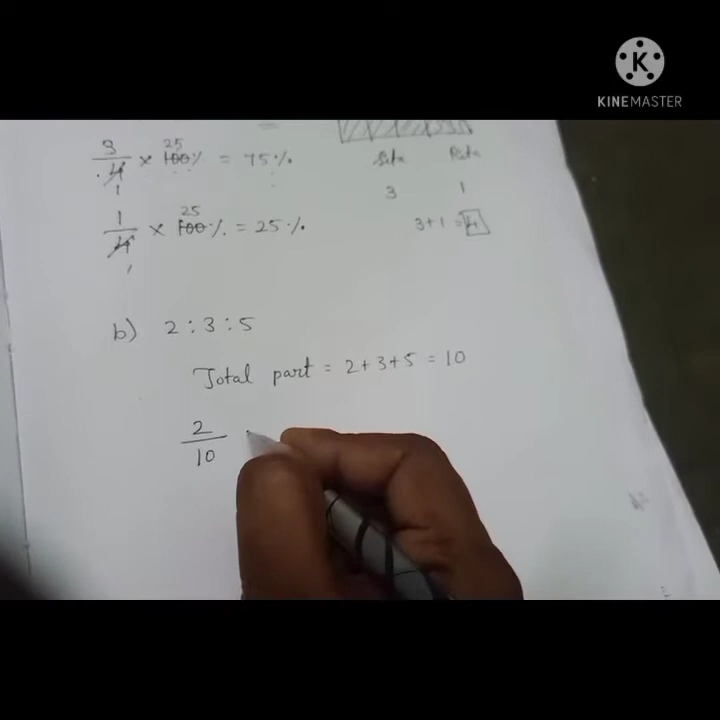 KINEMASTER
3/4 × 100% = 75%
25
1
Rita
3 1
1/4 × 100% = 25%
25
1
3+1 = 4
b) 2 : 3 : 5
Total part = 2+3+5 = 10
2/10